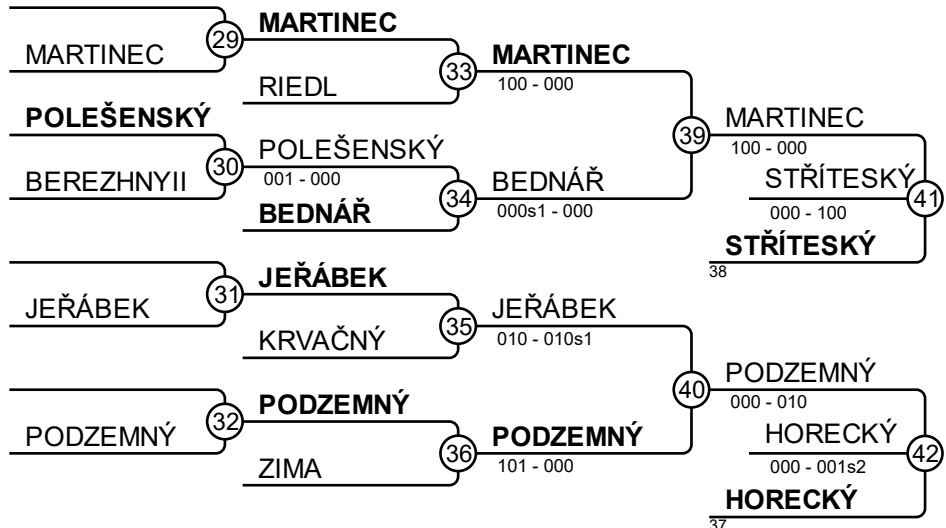 29
MARTINEC
MARTINEC
RIEDL
33
MARTINEC
100 - 000
POLEŠENSKÝ
30
BEREZHNYII
POLEŠENSKÝ
001 - 000
BEDNÁŘ
34
BEDNÁŘ
000s1 - 000
39
MARTINEC
100 - 000
STŘÍTESKÝ
000 - 100
41
STŘÍTESKÝ
38
31
JEŘÁBEK
JEŘÁBEK
KRVAČNÝ
35
JEŘÁBEK
010 - 010s1
32
PODZEMNÝ
PODZEMNÝ
ZIMA
36
PODZEMNÝ
101 - 000
40
PODZEMNÝ
000 - 010
HORECKÝ
000 - 001s2
42
HORECKÝ
37